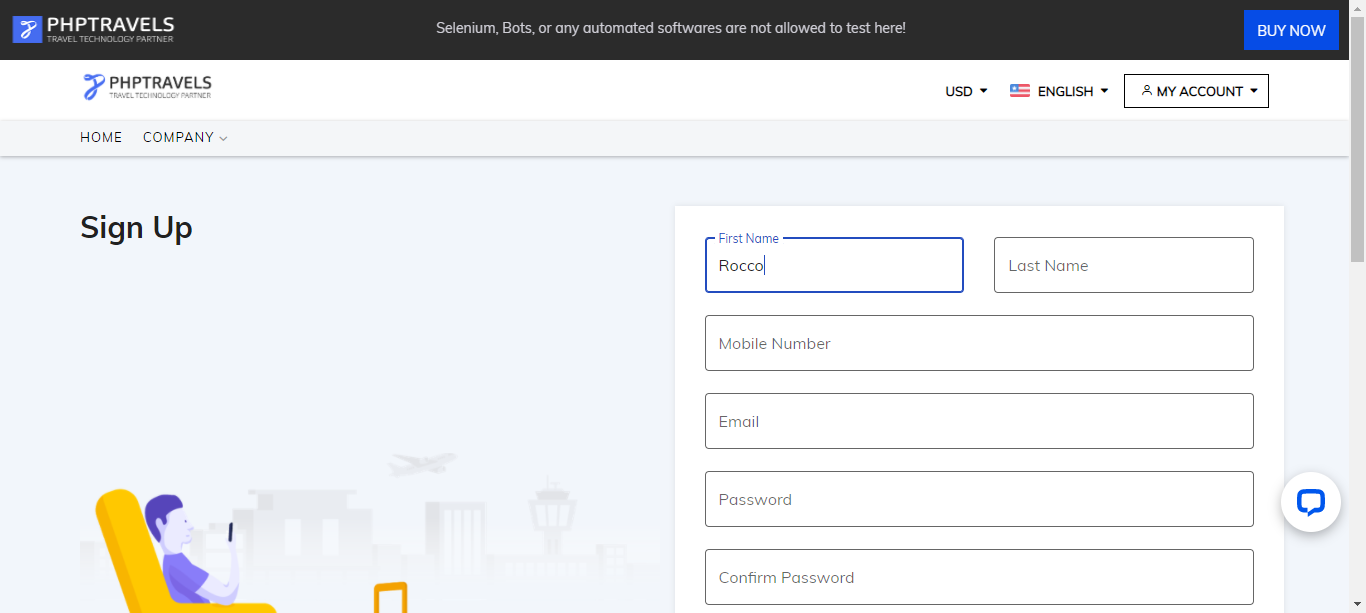 PHPTRAVELS
TRAVEL TECHNOLOGY PARTNER
Selenium, Bots, or any automated softwares are not allowed to test here!
BUY NOW
PHPTRAVELS
TRAVEL TECHNOLOGY PARTNER
USD
ENGLISH
MY ACCOUNT
HOME
COMPANY
Sign Up
First Name
Rocco
Last Name
Mobile Number
Email
Password
Confirm Password